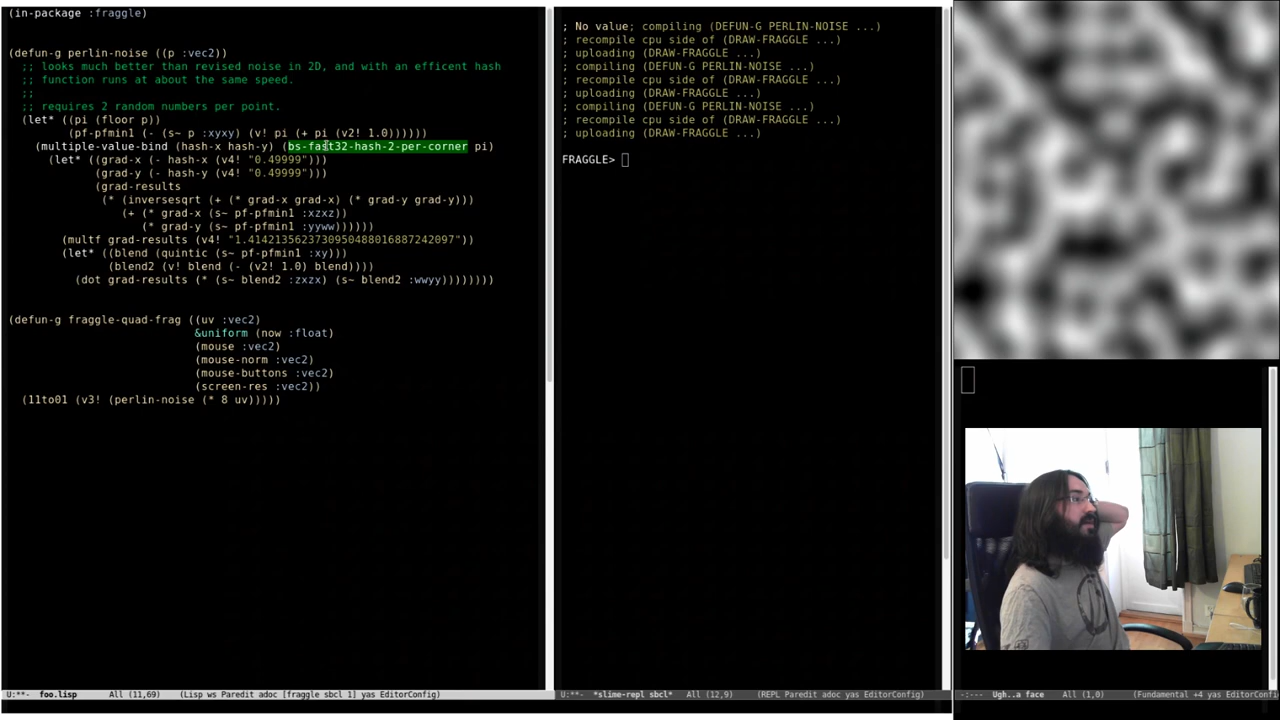 (in-package :fraggle)
(defun-g perlin-noise ((p :vec2))
;; looks much better than revised noise in 2D, and with an efficent hash
;; function runs at about the same speed.
;;
;; requires 2 random numbers per point.
(let* ((pi (floor p))
(pf-pfmin1 (- (s~ p :xyxy) (v! pi (+ pi (v2! 1.0))))))
(multiple-value-bind (hash-x hash-y) (bs-fast32-hash-2-per-corner pi)
(let* ((grad-x (- hash-x (v4! "0.49999")))
(grad-y (- hash-y (v4! "0.49999")))
(grad-results
(* (inversesqrt (+ (* grad-x grad-x) (* grad-y grad-y)))
(+ (* grad-x (s~ pf-pfmin1 :xzxz))
(* grad-y (s~ pf-pfmin1 :yyww))))))
(multf grad-results (v4! "1.4142135623730950488016887242097"))
(let* ((blend (quintic (s~ pf-pfmin1 :xy)))
(blend2 (v! blend (- (v2! 1.0) blend))))
(dot grad-results (* (s~ blend2 :zxzx) (s~ blend2 :wwyy))))))))
(defun-g fraggle-quad-frag ((uv :vec2)
&uniform (now :float)
(mouse :vec2)
(mouse-norm :vec2)
(mouse-buttons :vec2)
(screen-res :vec2))
(11to01 (v3! (perlin-noise (* 8 uv)))))
U:**- foo.lisp All (11,69) (Lisp ws Paredit adoc [fraggle sbcl 1] yas EditorConfig)
; No value; compiling (DEFUN-G PERLIN-NOISE ...)
; recompile cpu side of (DRAW-FRAGGLE ...)
; uploading (DRAW-FRAGGLE ...)
; compiling (DEFUN-G PERLIN-NOISE ...)
; recompile cpu side of (DRAW-FRAGGLE ...)
; uploading (DRAW-FRAGGLE ...)
; compiling (DEFUN-G PERLIN-NOISE ...)
; recompile cpu side of (DRAW-FRAGGLE ...)
; uploading (DRAW-FRAGGLE ...)
FRAGGLE>
U:**- *slime-repl sbcl* All (12,9) (REPL Paredit adoc yas EditorConfig)
-:--- Ugh..a face All (1,0) (Fundamental +4 yas EditorConfi